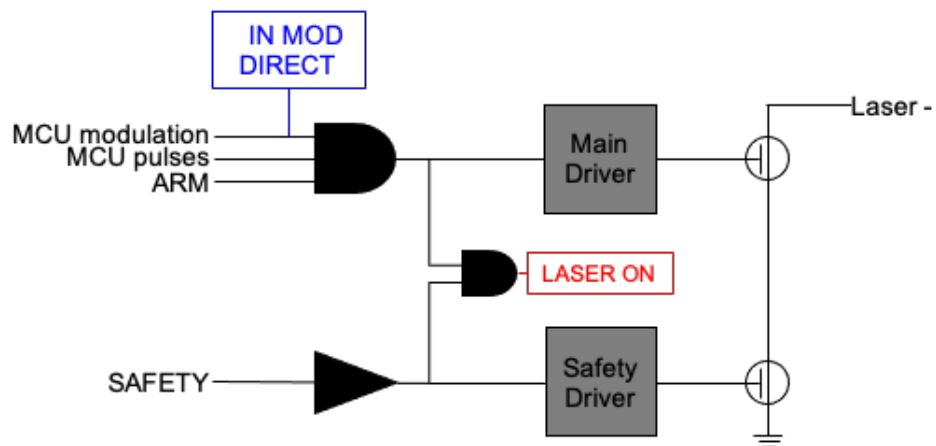 IN MOD
DIRECT
MCU modulation
MCU pulses
ARM
Main
Driver
Laser -
LASER ON
SAFETY
Safety
Driver